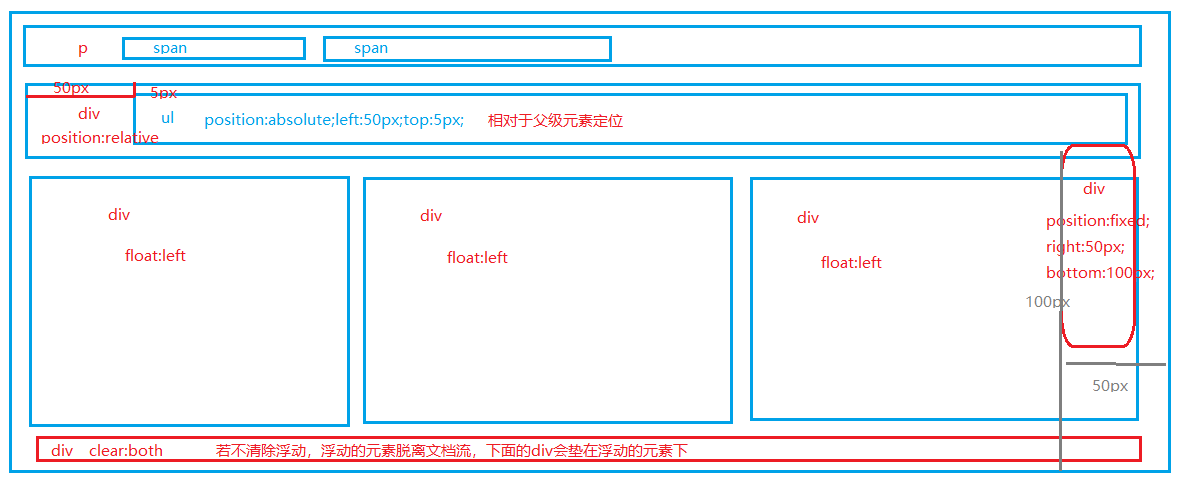 p span span
50px 5px
div ul position:absolute;left:50px;top:5px; 相对于父级元素定位
position:relative
div div div div
position:fixed;
float:left float:left float:left right:50px;
bottom:100px;
100px
50px
div clear:both 若不清除浮动，浮动的元素脱离文档流，下面的div会垫在浮动的元素下